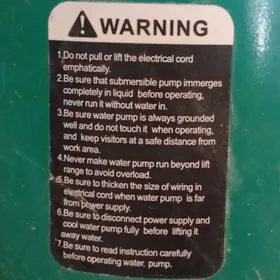 WARNING
1.Do not pull or lift the electrical cord
emphatically.
2.Be sure that submersible pump immerges
completely in liquid before operating,
never run it without water in.
3.Be sure water pump is always grounded
well and do not touch it when operating,
and keep visitors at a safe distance from
work area.
4.Never make water pump run beyond lift
range to avoid overload.
5.Be sure to thicken the size of wiring in
electrical cord when water pump is far
from power supply.
6.Be sure to disconnect power supply and
cool water pump fully before lifting it
away water.
7.Be sure to read instruction carefully
before operating water pump.